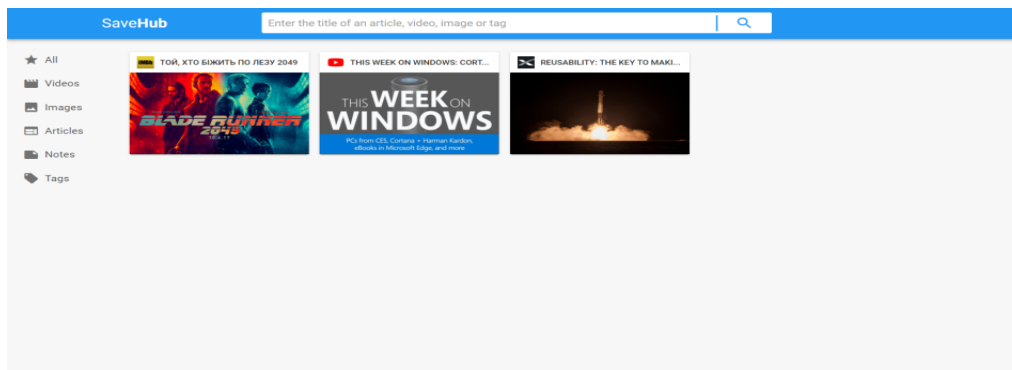 SaveHub
Enter the title of an article, video, image or tag
All
Videos
Images
Articles
Notes
Tags
IMDb
ТОЙ, ХТО БІЖИТЬ ПО ЛЕЗУ 2049
BLADE RUNNER
2049
THIS WEEK ON WINDOWS: CORT...
THIS WEEK ON
WINDOWS
PCs from CES, Cortana + Harman Kardon,
eBooks in Microsoft Edge, and more
REUSABILITY: THE KEY TO MAKI...